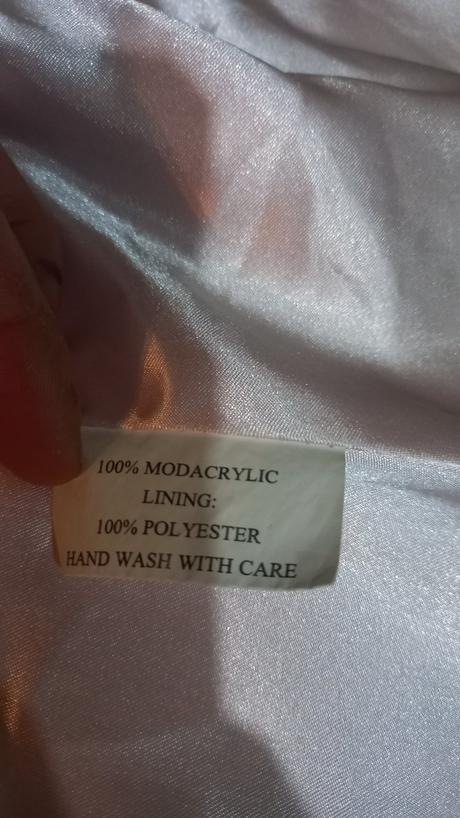 100% MODACRYLIC
LINING:
100% POLYESTER
HAND WASH WITH CARE